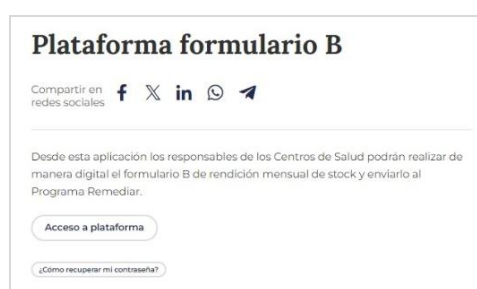 Plataforma formulario B
Compartir en
redes sociales
Desde esta aplicación los responsables de los Centros de Salud podrán realizar de
manera digital el formulario B de rendición mensual de stock y enviarlo al
Programa Remediar.
Acceso a plataforma
¿Cómo recuperar mi contraseña?